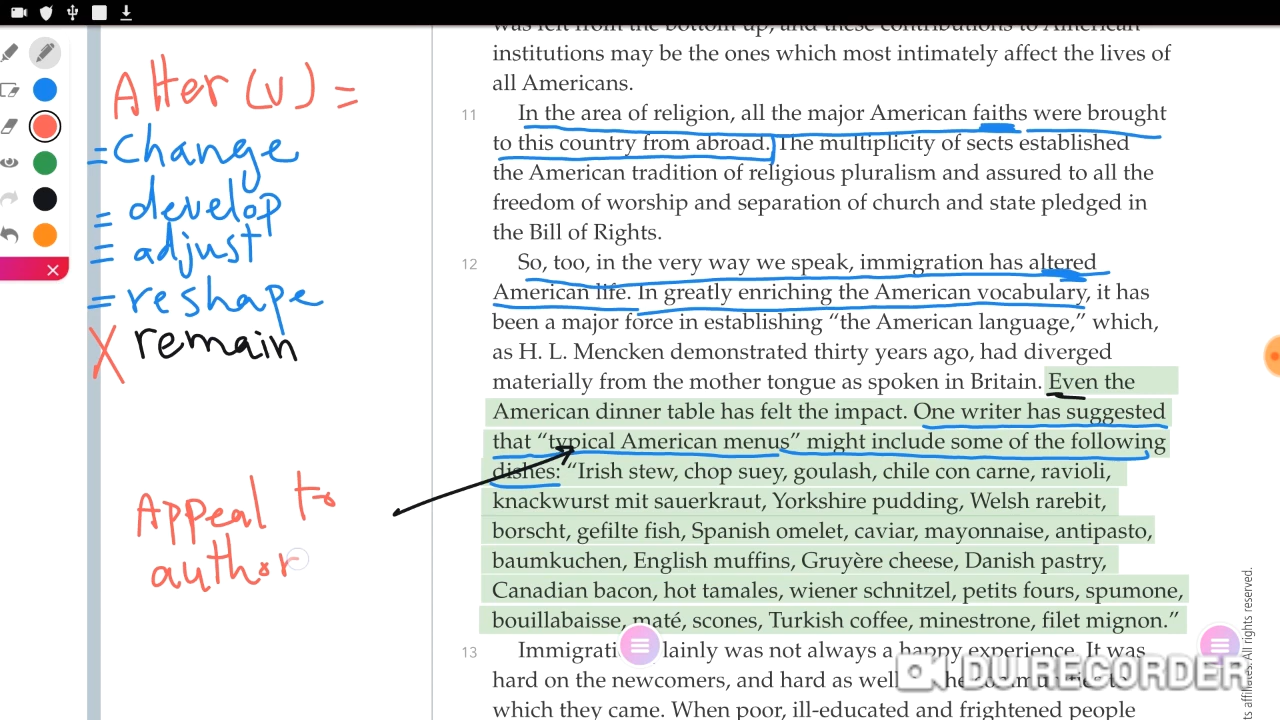 Alter (v) =
= change
= develop
= adjust
= reshape
X remain
Appeal to
author
institutions may be the ones which most intimately affect the lives of
all Americans.
11 In the area of religion, all the major American faiths were brought
to this country from abroad. The multiplicity of sects established
the American tradition of religious pluralism and assured to all the
freedom of worship and separation of church and state pledged in
the Bill of Rights.
12 So, too, in the very way we speak, immigration has altered
American life. In greatly enriching the American vocabulary, it has
been a major force in establishing “the American language,” which,
as H. L. Mencken demonstrated thirty years ago, had diverged
materially from the mother tongue as spoken in Britain. Even the
American dinner table has felt the impact. One writer has suggested
that “typical American menus” might include some of the following
dishes: “Irish stew, chop suey, goulash, chile con carne, ravioli,
knackwurst mit sauerkraut, Yorkshire pudding, Welsh rarebit,
borscht, gefilte fish, Spanish omelet, caviar, mayonnaise, antipasto,
baumkuchen, English muffins, Gruyère cheese, Danish pastry,
Canadian bacon, hot tamales, wiener schnitzel, petits fours, spumone,
bouillabaisse, maté, scones, Turkish coffee, minestrone, filet mignon.”
13 Immigrati lainly was not always a happy experience. It was
hard on the newcomers, and hard as well
which they came. When poor, ill-educated and frightened people
DU RECORDER
ts affiliates. All rights reserved.